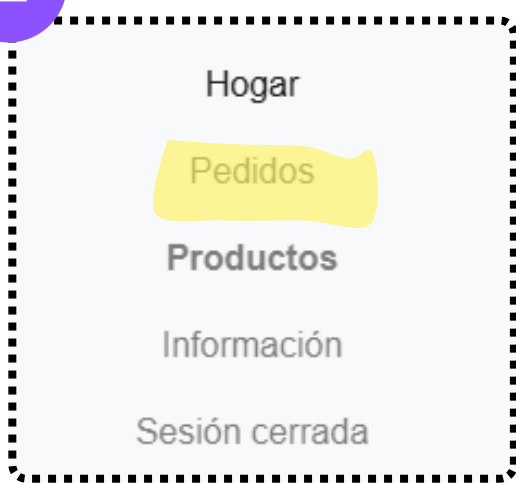 Hogar
Pedidos
Productos
Información
Sesión cerrada